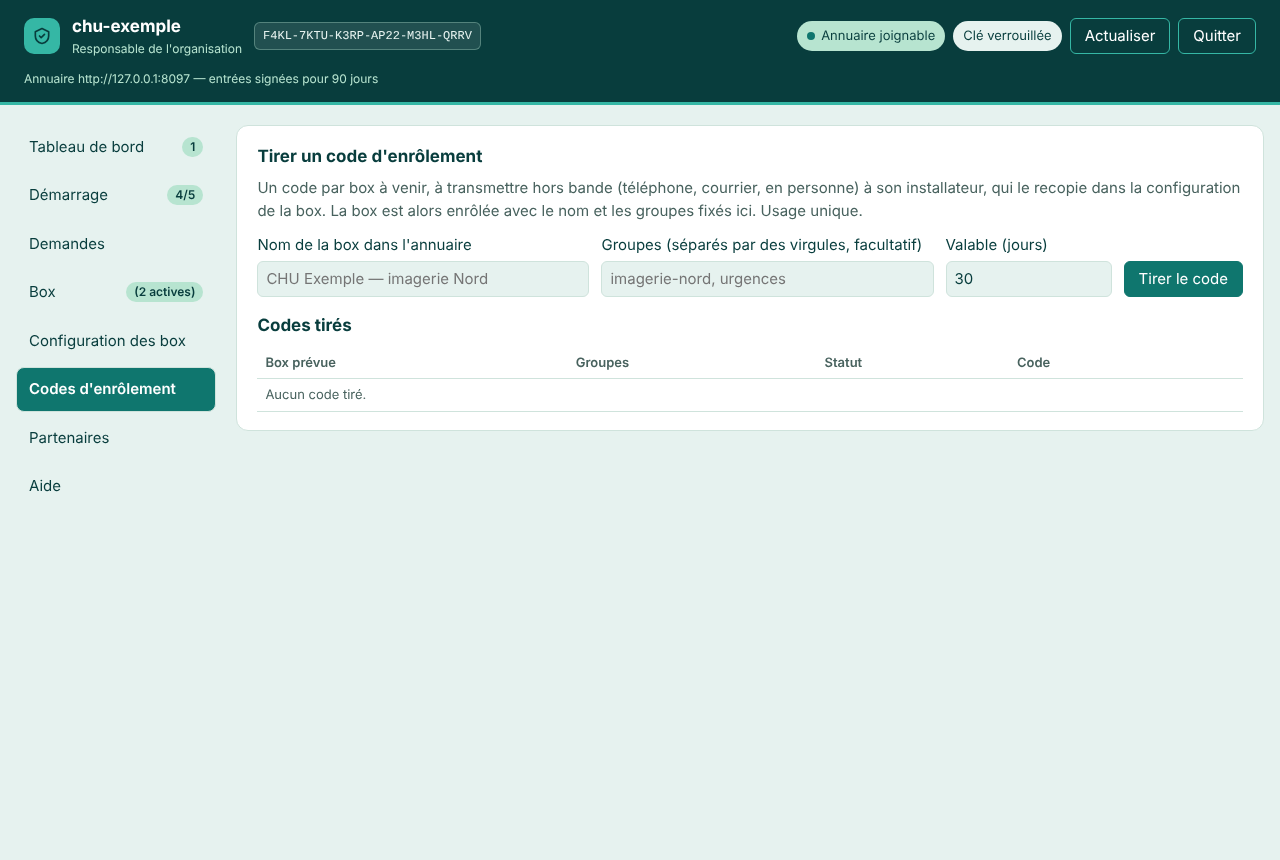 chu-exemple
Responsable de l'organisation
F4KL-7KTU-K3RP-AP22-M3HL-QRRV
Annuaire joignable
Clé verrouillée
Actualiser
Quitter
Annuaire http://127.0.0.1:8097 — entrées signées pour 90 jours
Tableau de bord 1
Démarrage 4/5
Demandes
Box (2 actives)
Configuration des box
Codes d'enrôlement
Partenaires
Aide
Tirer un code d'enrôlement
Un code par box à venir, à transmettre hors bande (téléphone, courrier, en personne) à son installateur, qui le recopie dans la configuration
de la box. La box est alors enrôlée avec le nom et les groupes fixés ici. Usage unique.
Nom de la box dans l'annuaire Groupes (séparés par des virgules, facultatif) Valable (jours)
CHU Exemple — imagerie Nord imagerie-nord, urgences 30 Tirer le code
Codes tirés
Box prévue Groupes Statut Code
Aucun code tiré.